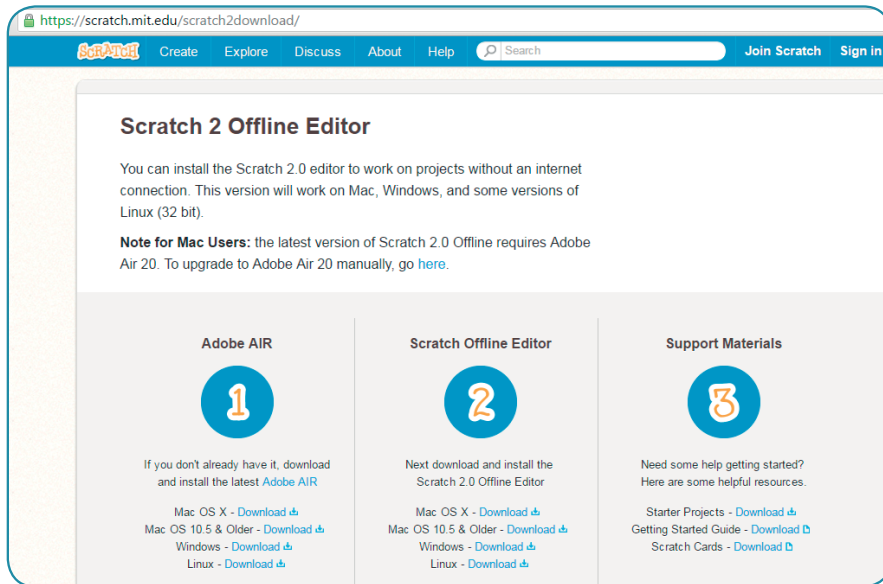 https://scratch.mit.edu/scratch2download/
SCRATCH Create Explore Discuss About Help Search Join Scratch Sign in
Scratch 2 Offline Editor
You can install the Scratch 2.0 editor to work on projects without an internet
connection. This version will work on Mac, Windows, and some versions of
Linux (32 bit).
Note for Mac Users: the latest version of Scratch 2.0 Offline requires Adobe
Air 20. To upgrade to Adobe Air 20 manually, go here.
Adobe AIR
1
If you don't already have it, download
and install the latest Adobe AIR
Mac OS X - Download
Mac OS 10.5 & Older - Download
Windows - Download
Linux - Download
Scratch Offline Editor
2
Next download and install the
Scratch 2.0 Offline Editor
Mac OS X - Download
Mac OS 10.5 & Older - Download
Windows - Download
Linux - Download
Support Materials
3
Need some help getting started?
Here are some helpful resources.
Starter Projects - Download
Getting Started Guide - Download
Scratch Cards - Download